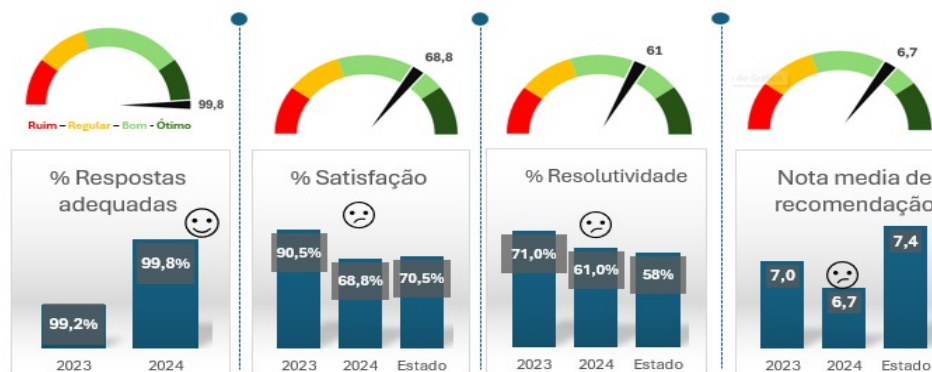 99,8
Ruim – Regular – Bom - Ótimo
% Respostas
adequadas
99,8%
99,2%
2023 2024
68,8
% Satisfação
90,5%
68,8%
70,5%
2023 2024 Estado
61
% Resolutividade
71,0%
61,0%
58%
2023 2024 Estado
6,7
Nota media de
recomendação
7,4
7,0
6,7
2023 2024 Estado